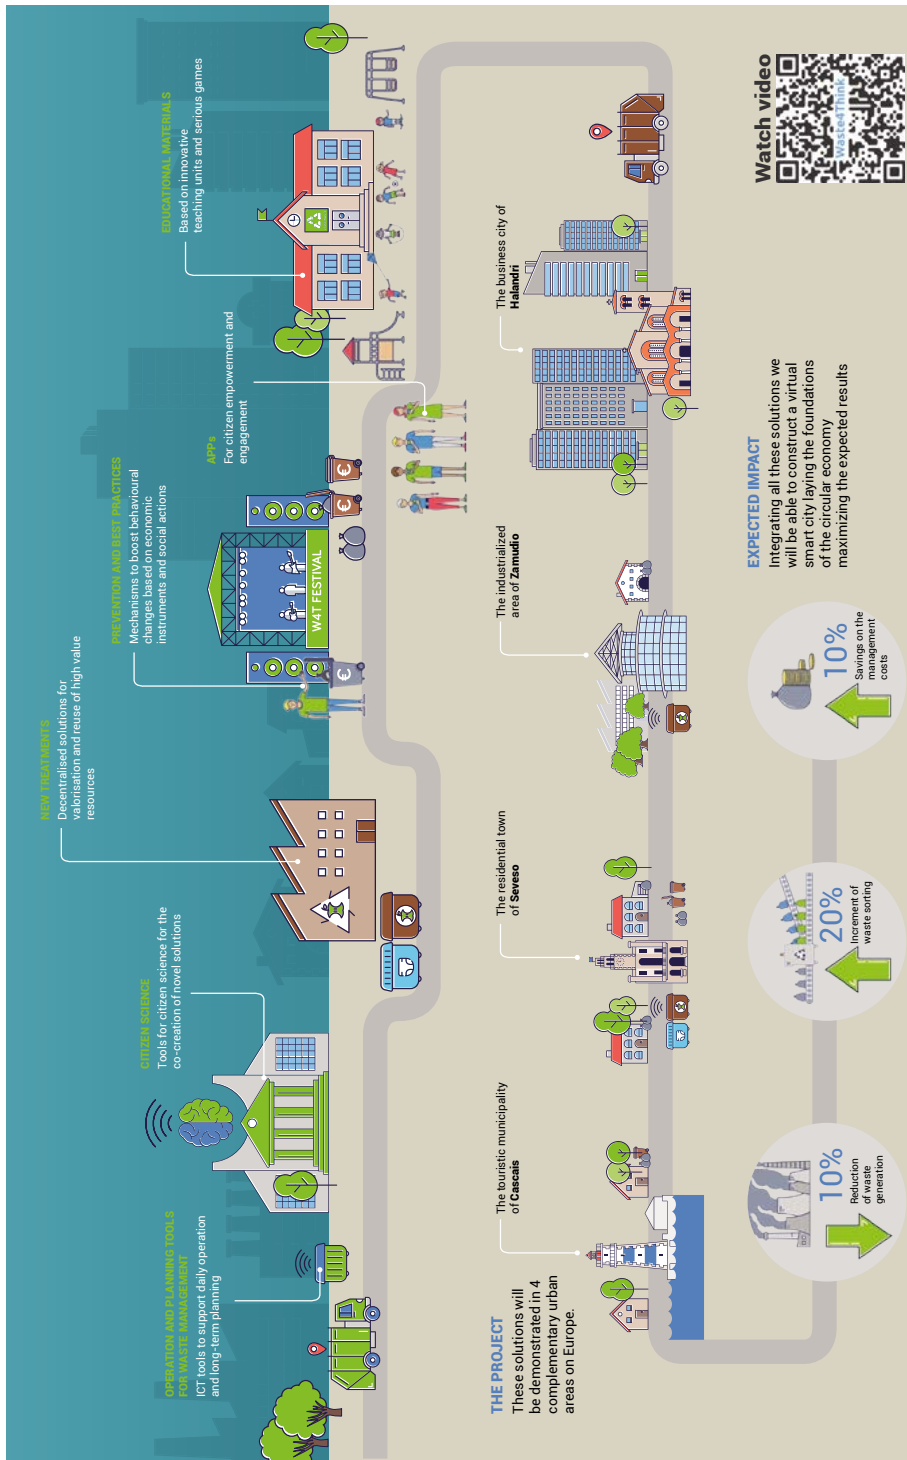 OPERATION AND PLANNING TOOLS
FOR WASTE MANAGEMENT
ICT tools to support daily operation
and long-term planning
CITIZEN SCIENCE
Tools for citizen science for the
co-creation of novel solutions
NEW TREATMENTS
Decentralised solutions for
valorisation and reuse of high value
resources
PREVENTION AND BEST PRACTICES
Mechanisms to boost behavioural
changes based on economic
instruments and social actions
W4T FESTIVAL
€
€
€
APPs
For citizen empowerment and
engagement
EDUCATIONAL MATERIALS
Based on innovative
teaching units and serious games
THE PROJECT
These solutions will
be demonstrated in 4
complementary urban
areas on Europe.
The touristic municipality
of Cascais
The residential town
of Seveso
The industrialized
area of Zamudio
The business city of
Halandri
10%
Reduction
of waste
generation
20%
Increment of
waste sorting
10%
Savings on the
management
costs
EXPECTED IMPACT
Integrating all these solutions we
will be able to construct a virtual
smart city laying the foundations
of the circular economy
maximizing the expected results
Watch video
Waste4Think